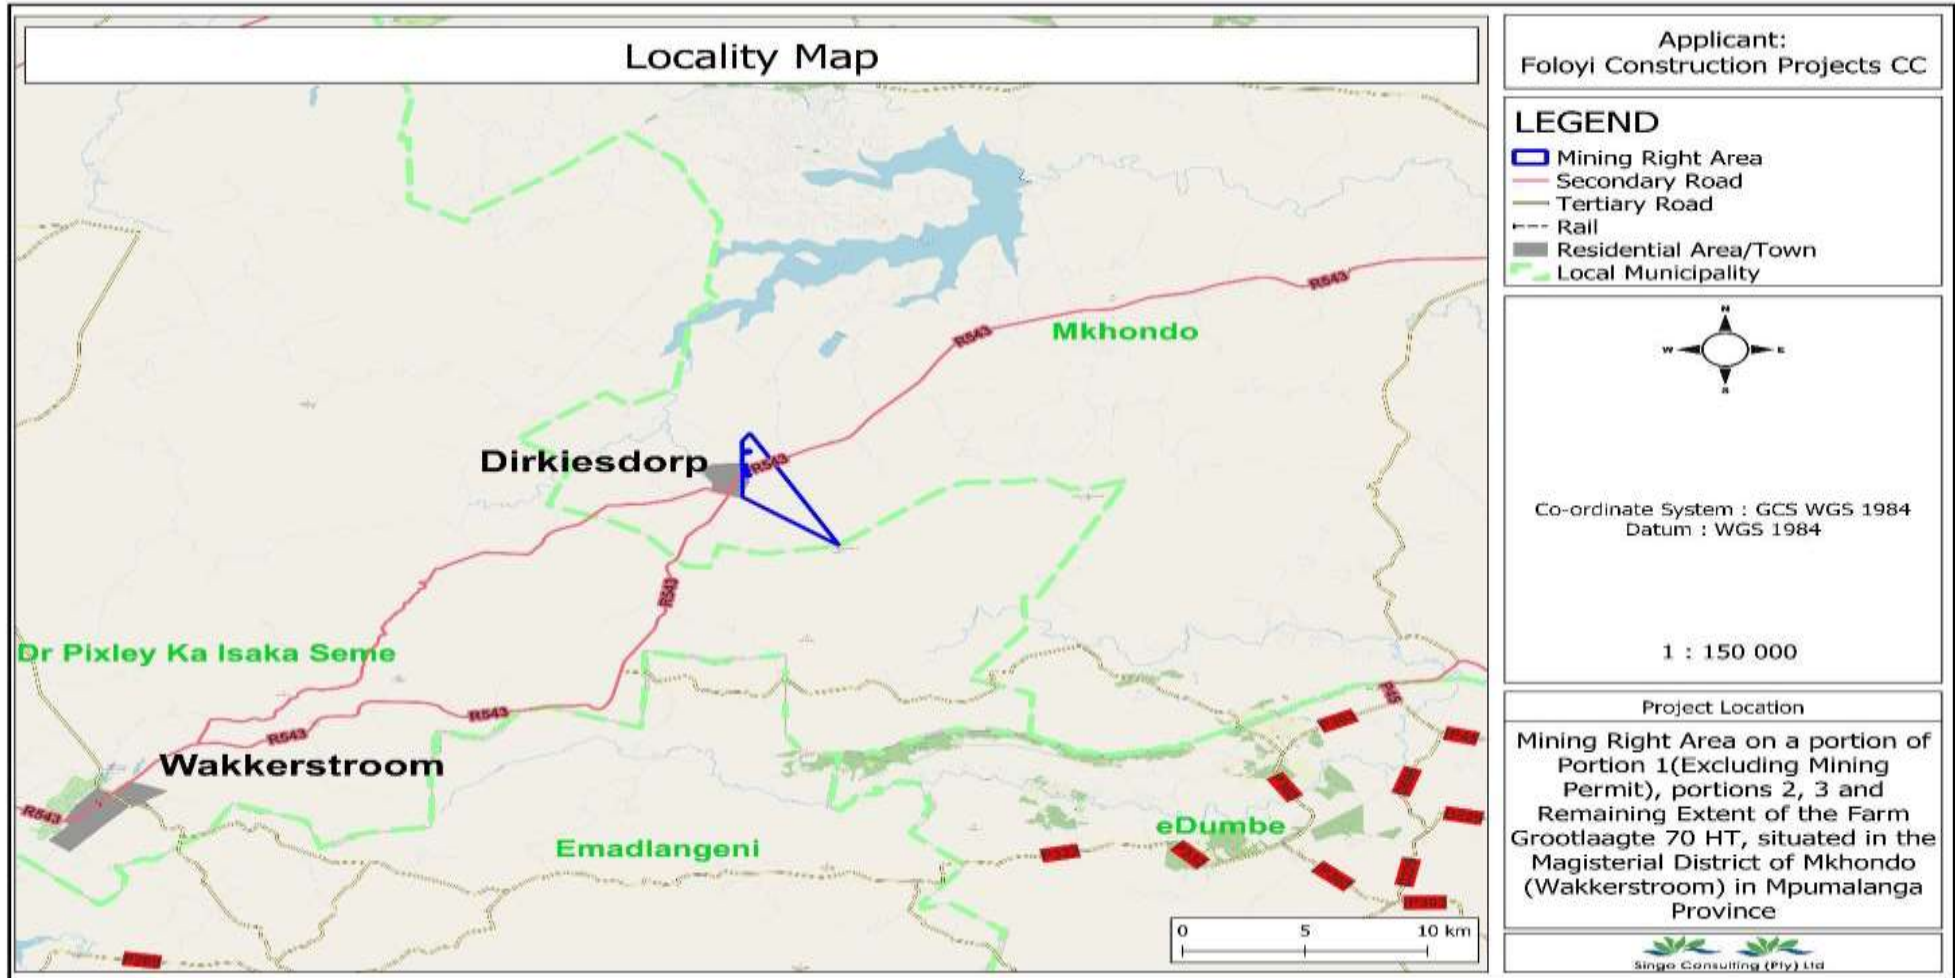 Locality Map
Applicant:
Foloyi Construction Projects CC
LEGEND
Mining Right Area
Secondary Road
Tertiary Road
Rail
Residential Area/Town
Local Municipality
N
W E
S
Co-ordinate System : GCS WGS 1984
Datum : WGS 1984
1 : 150 000
Project Location
Mining Right Area on a portion of
Portion 1(Excluding Mining
Permit), portions 2, 3 and
Remaining Extent of the Farm
Grootlaagte 70 HT, situated in the
Magisterial District of Mkhondo
(Wakkerstroom) in Mpumalanga
Province
Singo Consulting (Pty) Ltd
R543
Mkhondo
R543
Dirkiesdorp
R543
R543
Dr Pixley Ka Isaka Seme
R543
R543
Wakkerstroom
R543
eDumbe
Emadlangeni
0 5 10 km